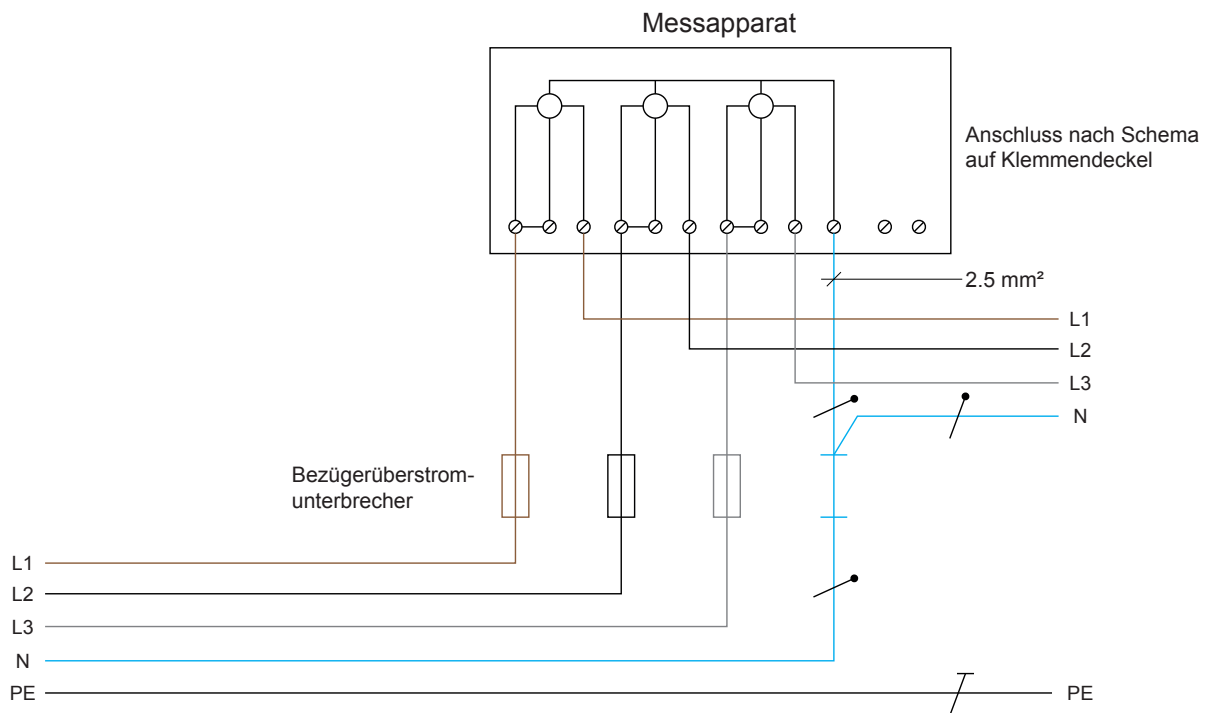 Messapparat
Anschluss nach Schema
auf Klemmendeckel
2.5 mm²
L1
L2
L3
N
Bezügerüberstrom-
unterbrecher
L1
L2
L3
N
PE
PE